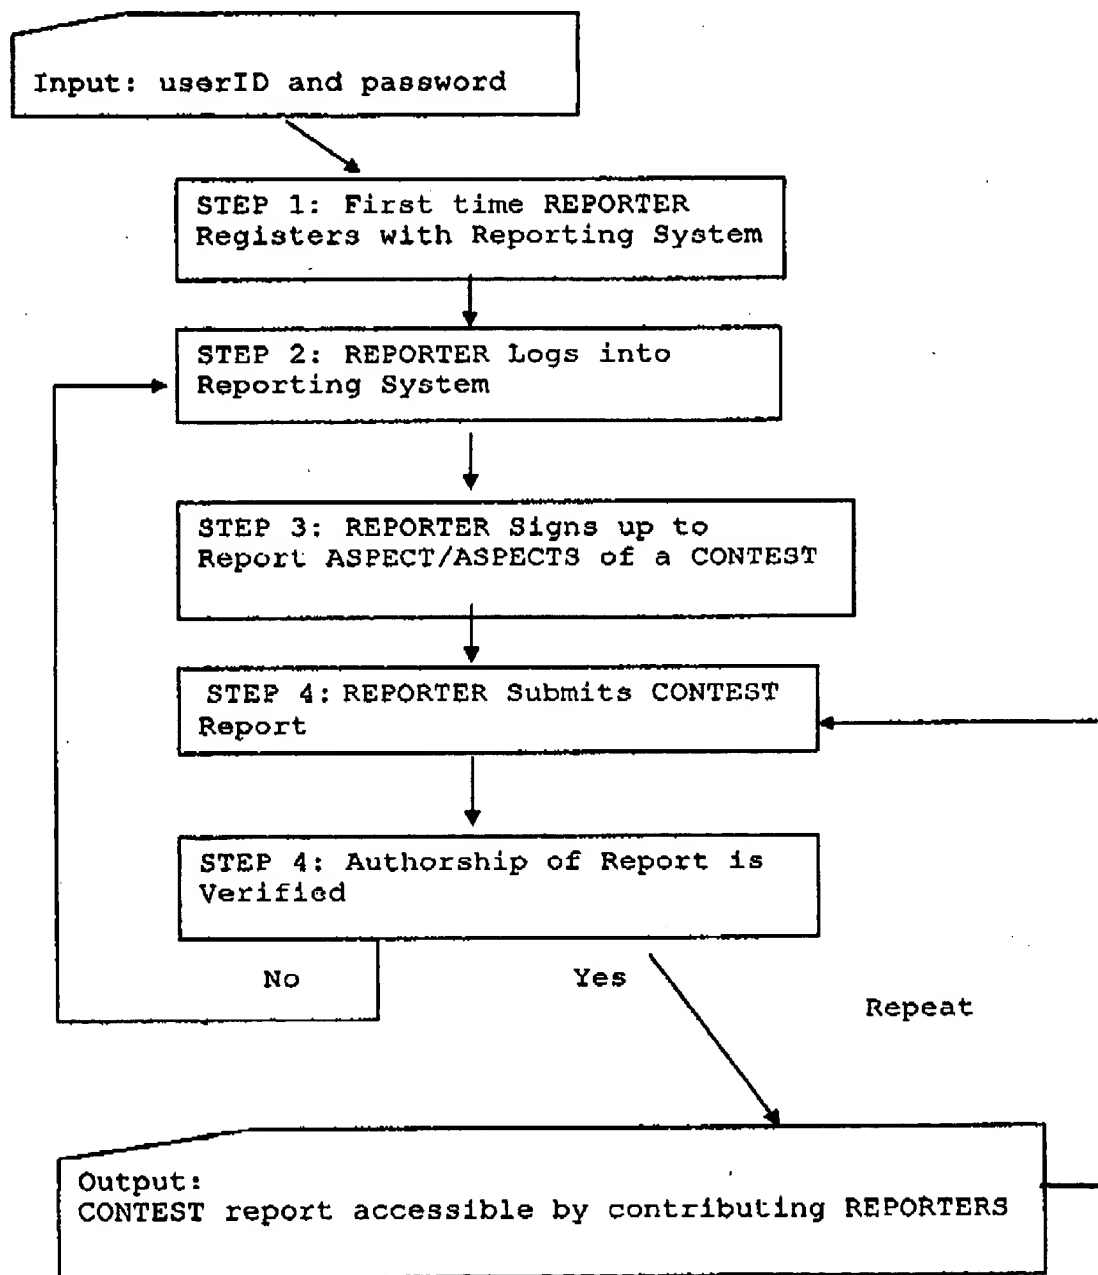 Input: userID and password
STEP 1: First time REPORTER
Registers with Reporting System
STEP 2: REPORTER Logs into
Reporting System
STEP 3: REPORTER Signs up to
Report ASPECT/ASPECTS of a CONTEST
STEP 4: REPORTER Submits CONTEST
Report
STEP 4: Authorship of Report is
Verified
No
Yes
Repeat
Output:
CONTEST report accessible by contributing REPORTERS